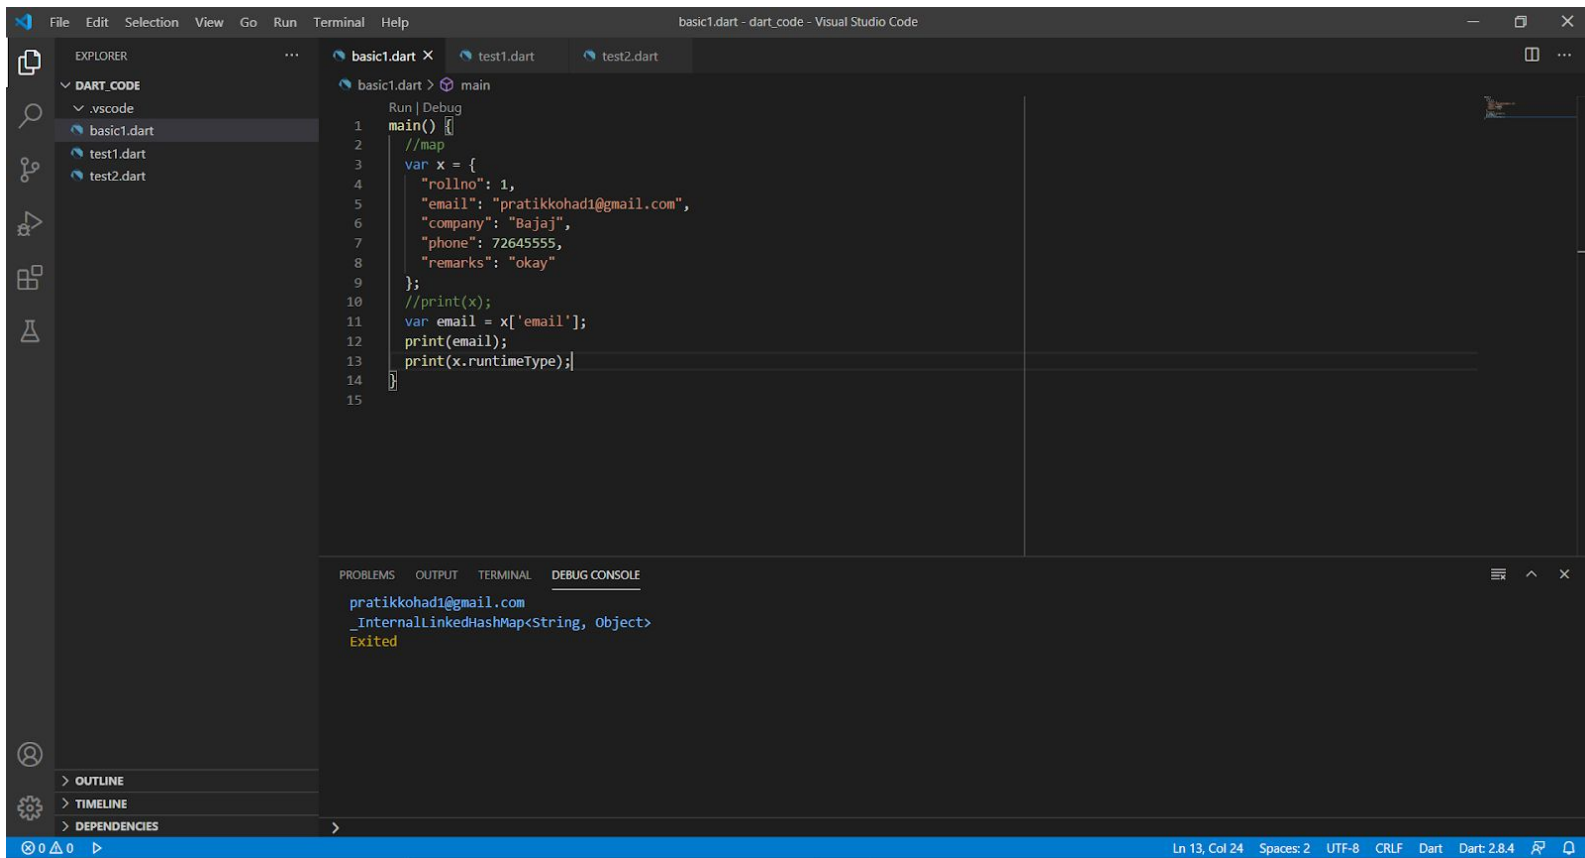 File Edit Selection View Go Run Terminal Help basic1.dart - dart_code - Visual Studio Code
EXPLORER
DART_CODE
.vscode
basic1.dart
test1.dart
test2.dart
OUTLINE
TIMELINE
DEPENDENCIES
basic1.dart test1.dart test2.dart
basic1.dart > main
Run | Debug
1 main() {
2 //map
3 var x = {
4 "rollno": 1,
5 "email": "pratikkohad1@gmail.com",
6 "company": "Bajaj",
7 "phone": 72645555,
8 "remarks": "okay"
9 };
10 //print(x);
11 var email = x['email'];
12 print(email);
13 print(x.runtimeType);
14 }
15
PROBLEMS OUTPUT TERMINAL DEBUG CONSOLE
pratikkohad1@gmail.com
_InternalLinkedHashMap<String, Object>
Exited
0 0 Ln 13, Col 24 Spaces: 2 UTF-8 CRLF Dart Dart: 2.8.4